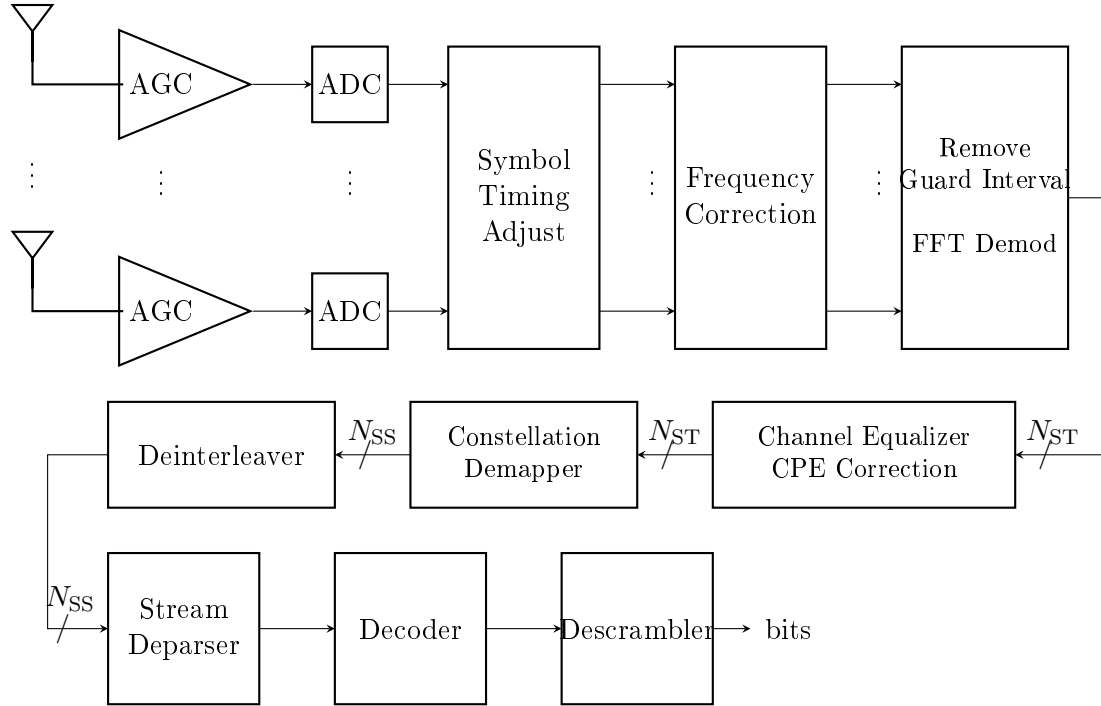 AGC
ADC
Symbol
Timing
Adjust
Frequency
Correction
Remove
Guard Interval
FFT Demod
AGC
ADC
Deinterleaver
N_SS
Constellation
Demapper
N_ST
Channel Equalizer
CPE Correction
N_ST
N_SS
Stream
Deparser
Decoder
Descrambler
bits